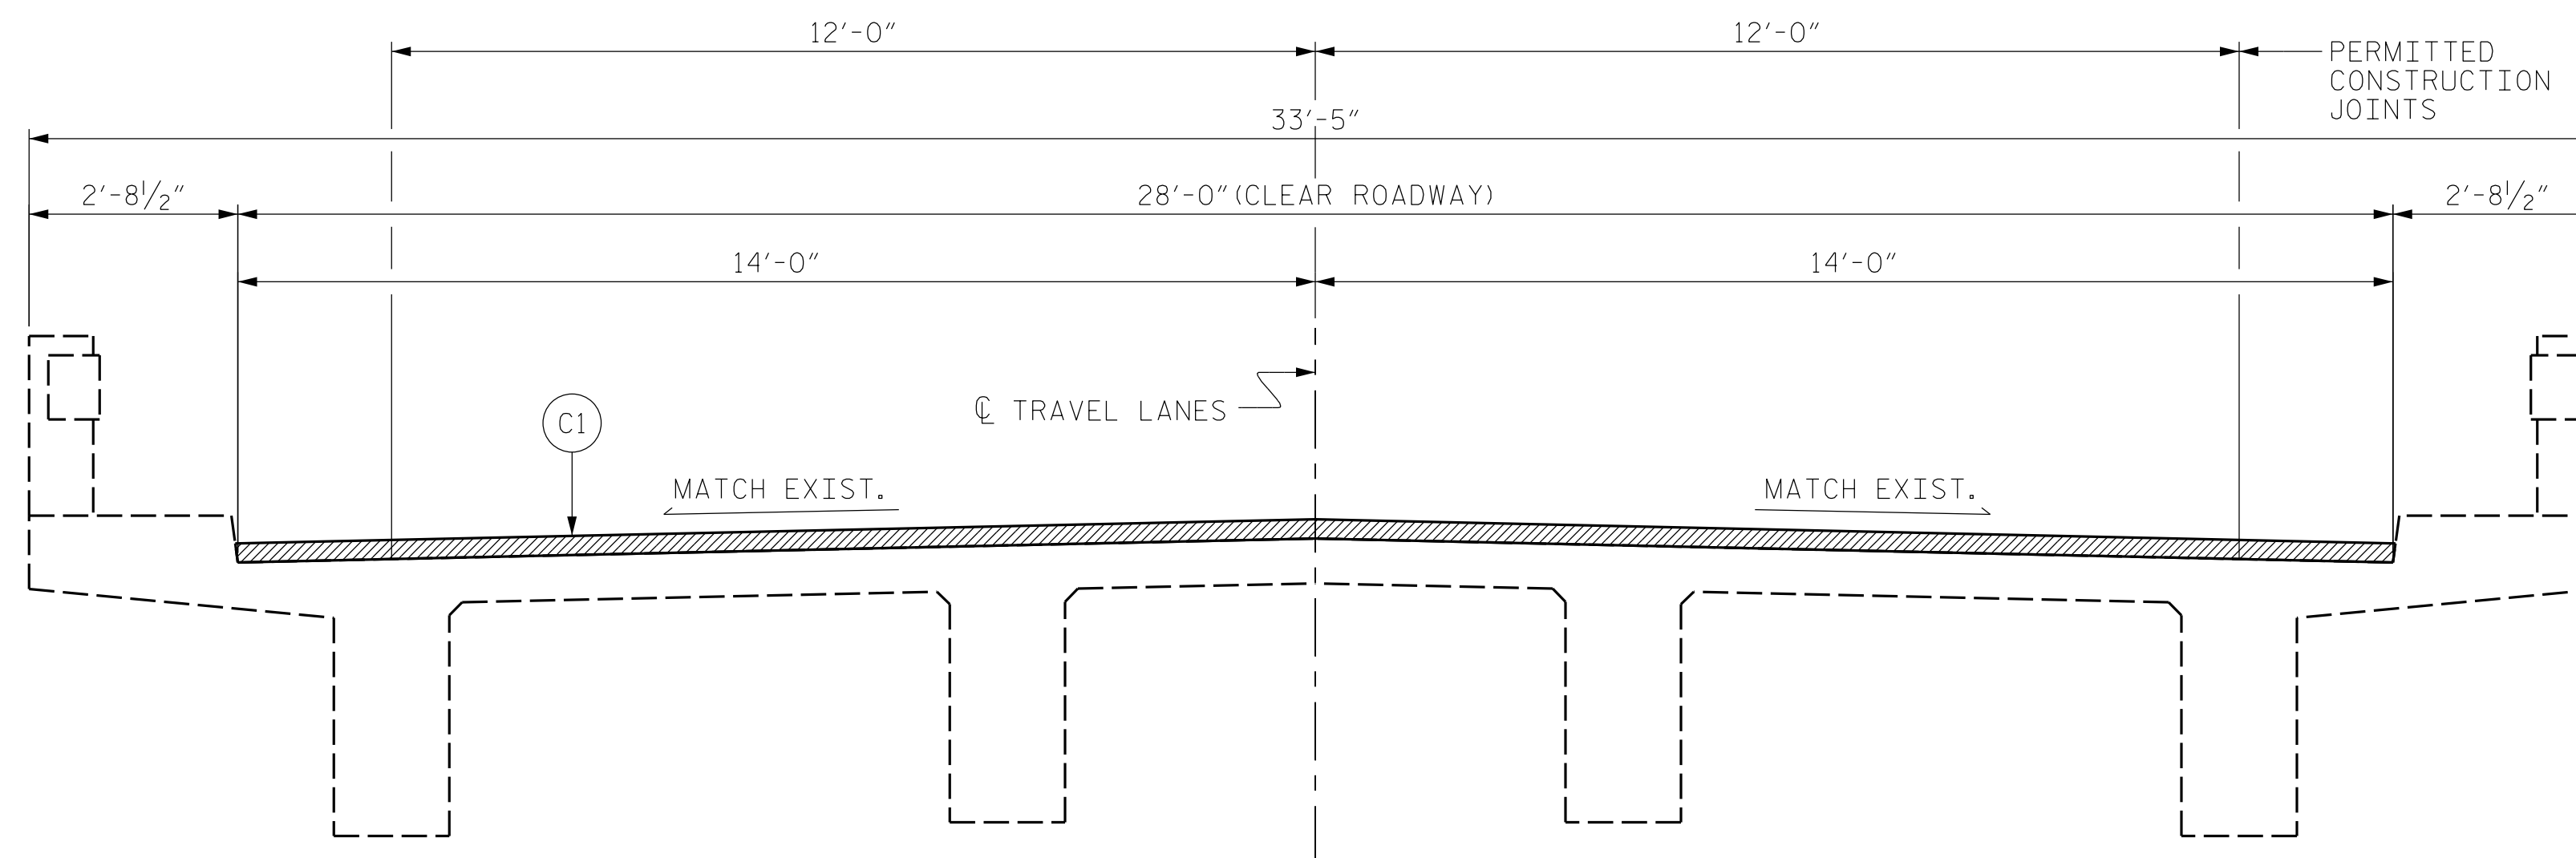 12'-0" 12'-0"
PERMITTED
CONSTRUCTION
JOINTS
33'-5"
2'-8½" 28'-0"(CLEAR ROADWAY) 2'-8½"
14'-0" 14'-0"
℄ TRAVEL LANES
C1
MATCH EXIST. MATCH EXIST.